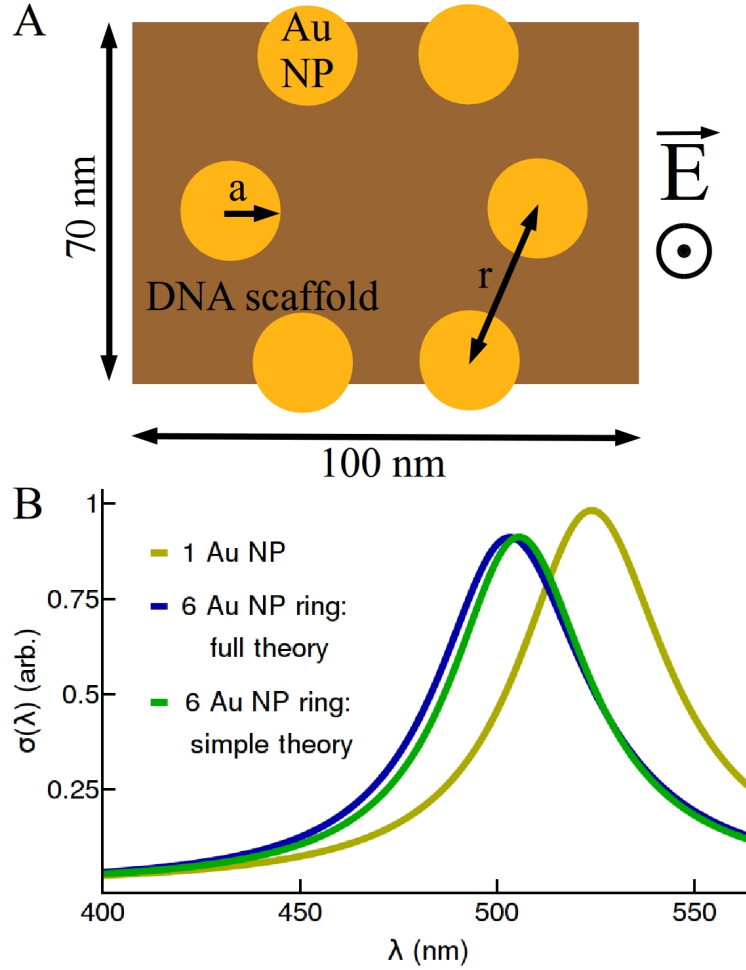 A
Au
NP
a
70 nm
E
r
DNA scaffold
100 nm
B
1
1 Au NP
0.75
6 Au NP ring:
full theory
σ(λ) (arb.)
0.5
6 Au NP ring:
simple theory
0.25
400
450
500
550
λ (nm)